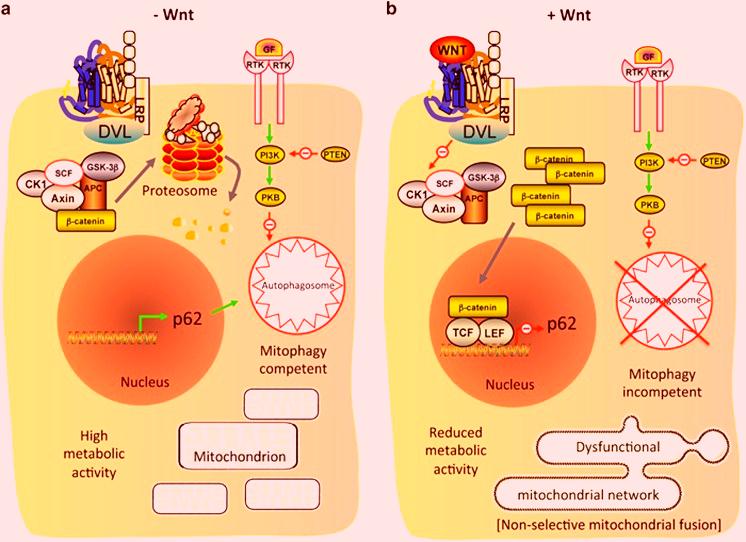 a
- Wnt
GF
RTK
RTK
LRP
DVL
PI3K
PTEN
SCF
GSK-3β
CK1
APC
Axin
β-catenin
Proteosome
PKB
Autophagosome
p62
Nucleus
Mitophagy
competent
High
metabolic
activity
Mitochondrion
b
+ Wnt
WNT
GF
RTK
RTK
LRP
DVL
PI3K
PTEN
SCF
GSK-3β
CK1
APC
Axin
β-catenin
β-catenin
β-catenin
β-catenin
PKB
Autophagosome
β-catenin
TCF
LEF
p62
Nucleus
Mitophagy
incompetent
Reduced
metabolic
activity
Dysfunctional
mitochondrial network
[Non-selective mitochondrial fusion]